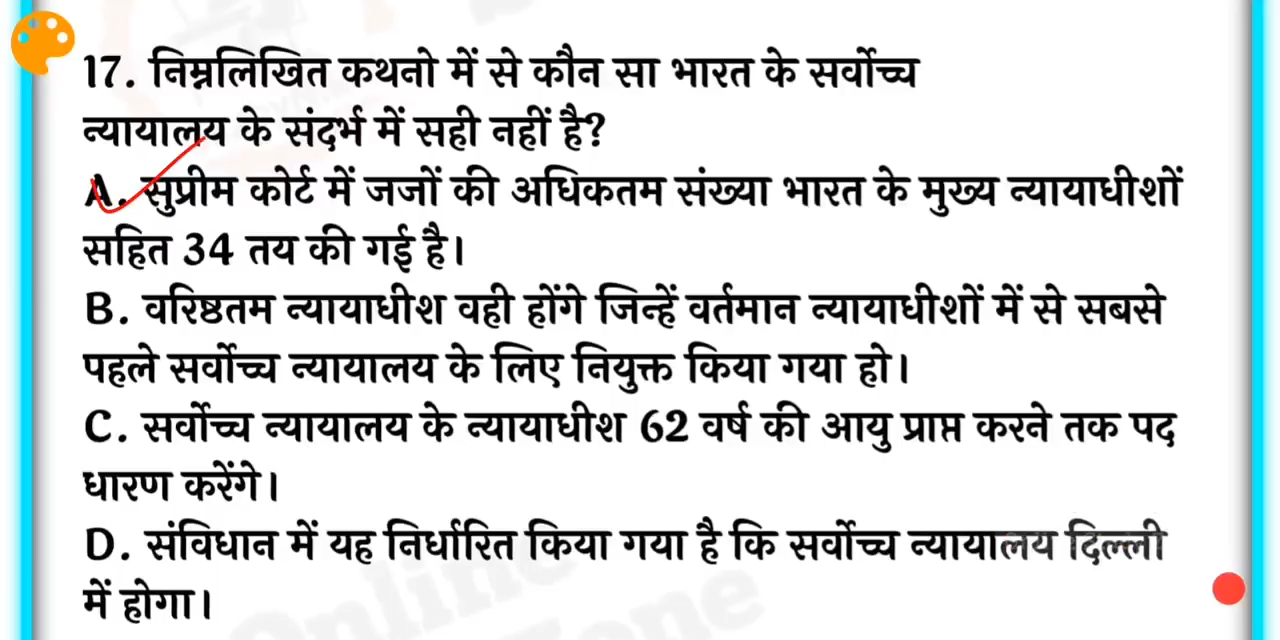 17. निम्नलिखित कथनो में से कौन सा भारत के सर्वोच्च
न्यायालय के संदर्भ में सही नहीं है?
A. सुप्रीम कोर्ट में जजों की अधिकतम संख्या भारत के मुख्य न्यायाधीशों
सहित 34 तय की गई है।
B. वरिष्ठतम न्यायाधीश वही होंगे जिन्हें वर्तमान न्यायाधीशों में से सबसे
पहले सर्वोच्च न्यायालय के लिए नियुक्त किया गया हो।
C. सर्वोच्च न्यायालय के न्यायाधीश 62 वर्ष की आयु प्राप्त करने तक पद
धारण करेंगे।
D. संविधान में यह निर्धारित किया गया है कि सर्वोच्च न्यायालय दिल्ली
में होगा।
Online
Zone